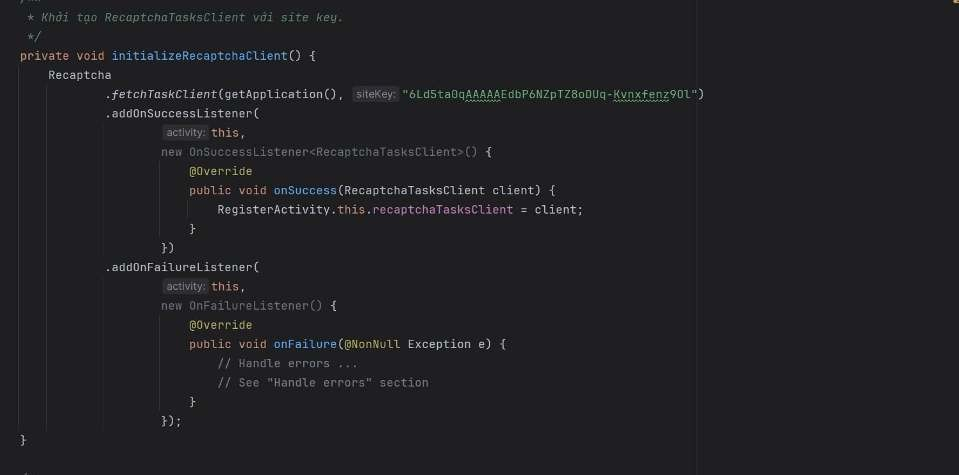 * Khởi tạo RecaptchaTasksClient với site key.
*/
private void initializeRecaptchaClient() {
Recaptcha
.fetchTaskClient(getApplication(), siteKey: "6Ld5ta0qAAAAAEdbP6NZpTZ8oDUq-Kvnxfenz9Ol")
.addOnSuccessListener(
activity: this,
new OnSuccessListener<RecaptchaTasksClient>() {
@Override
public void onSuccess(RecaptchaTasksClient client) {
RegisterActivity.this.recaptchaTasksClient = client;
}
})
.addOnFailureListener(
activity: this,
new OnFailureListener() {
@Override
public void onFailure(@NonNull Exception e) {
// Handle errors ...
// See "Handle errors" section
}
});
}